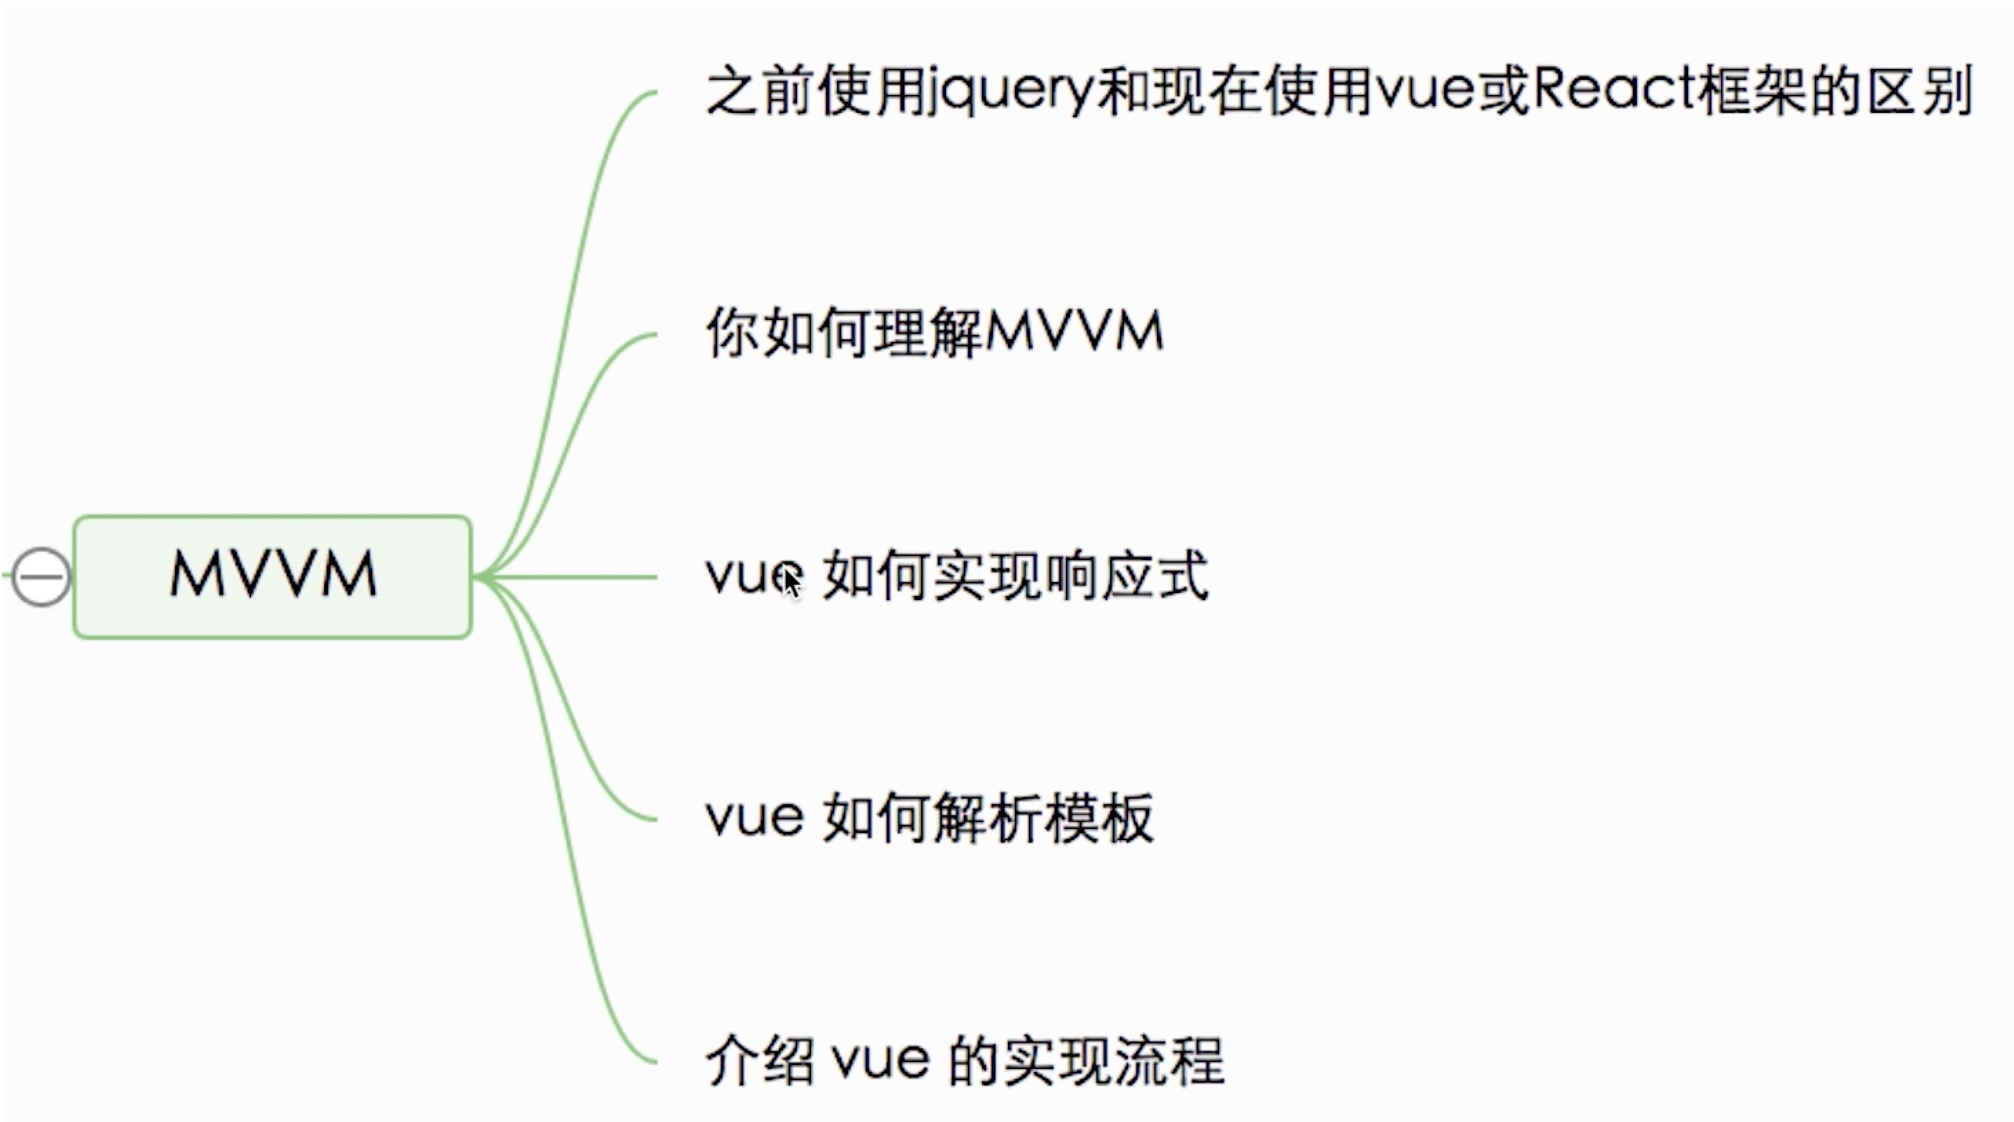 之前使用jquery和现在使用vue或React框架的区别
你如何理解MVVM
MVVM
vue 如何实现响应式
vue 如何解析模板
介绍 vue 的实现流程